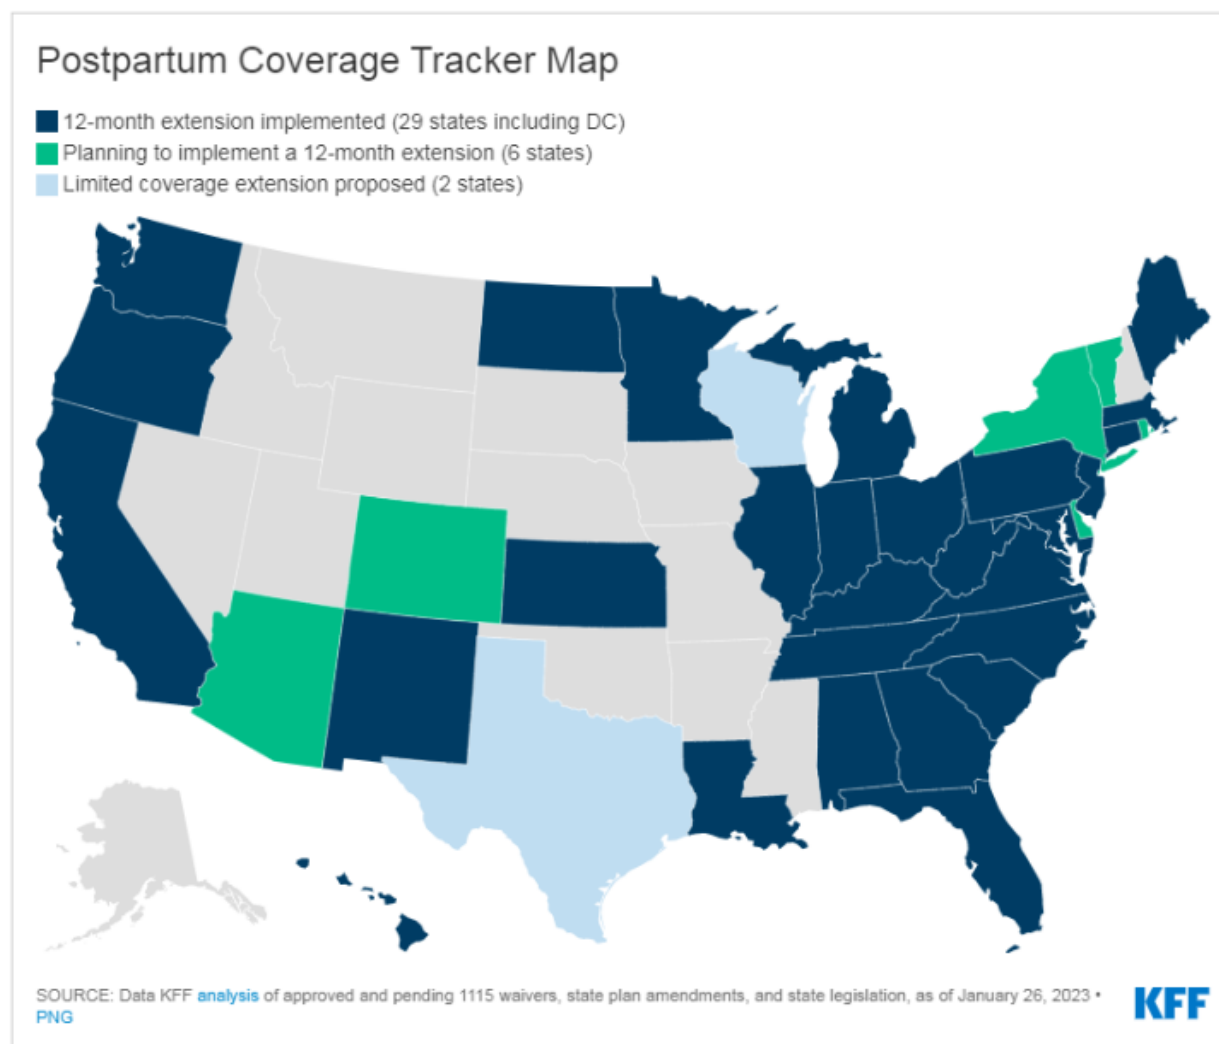 Postpartum Coverage Tracker Map
12-month extension implemented (29 states including DC)
Planning to implement a 12-month extension (6 states)
Limited coverage extension proposed (2 states)
SOURCE: Data KFF analysis of approved and pending 1115 waivers, state plan amendments, and state legislation, as of January 26, 2023 •
PNG
KFF